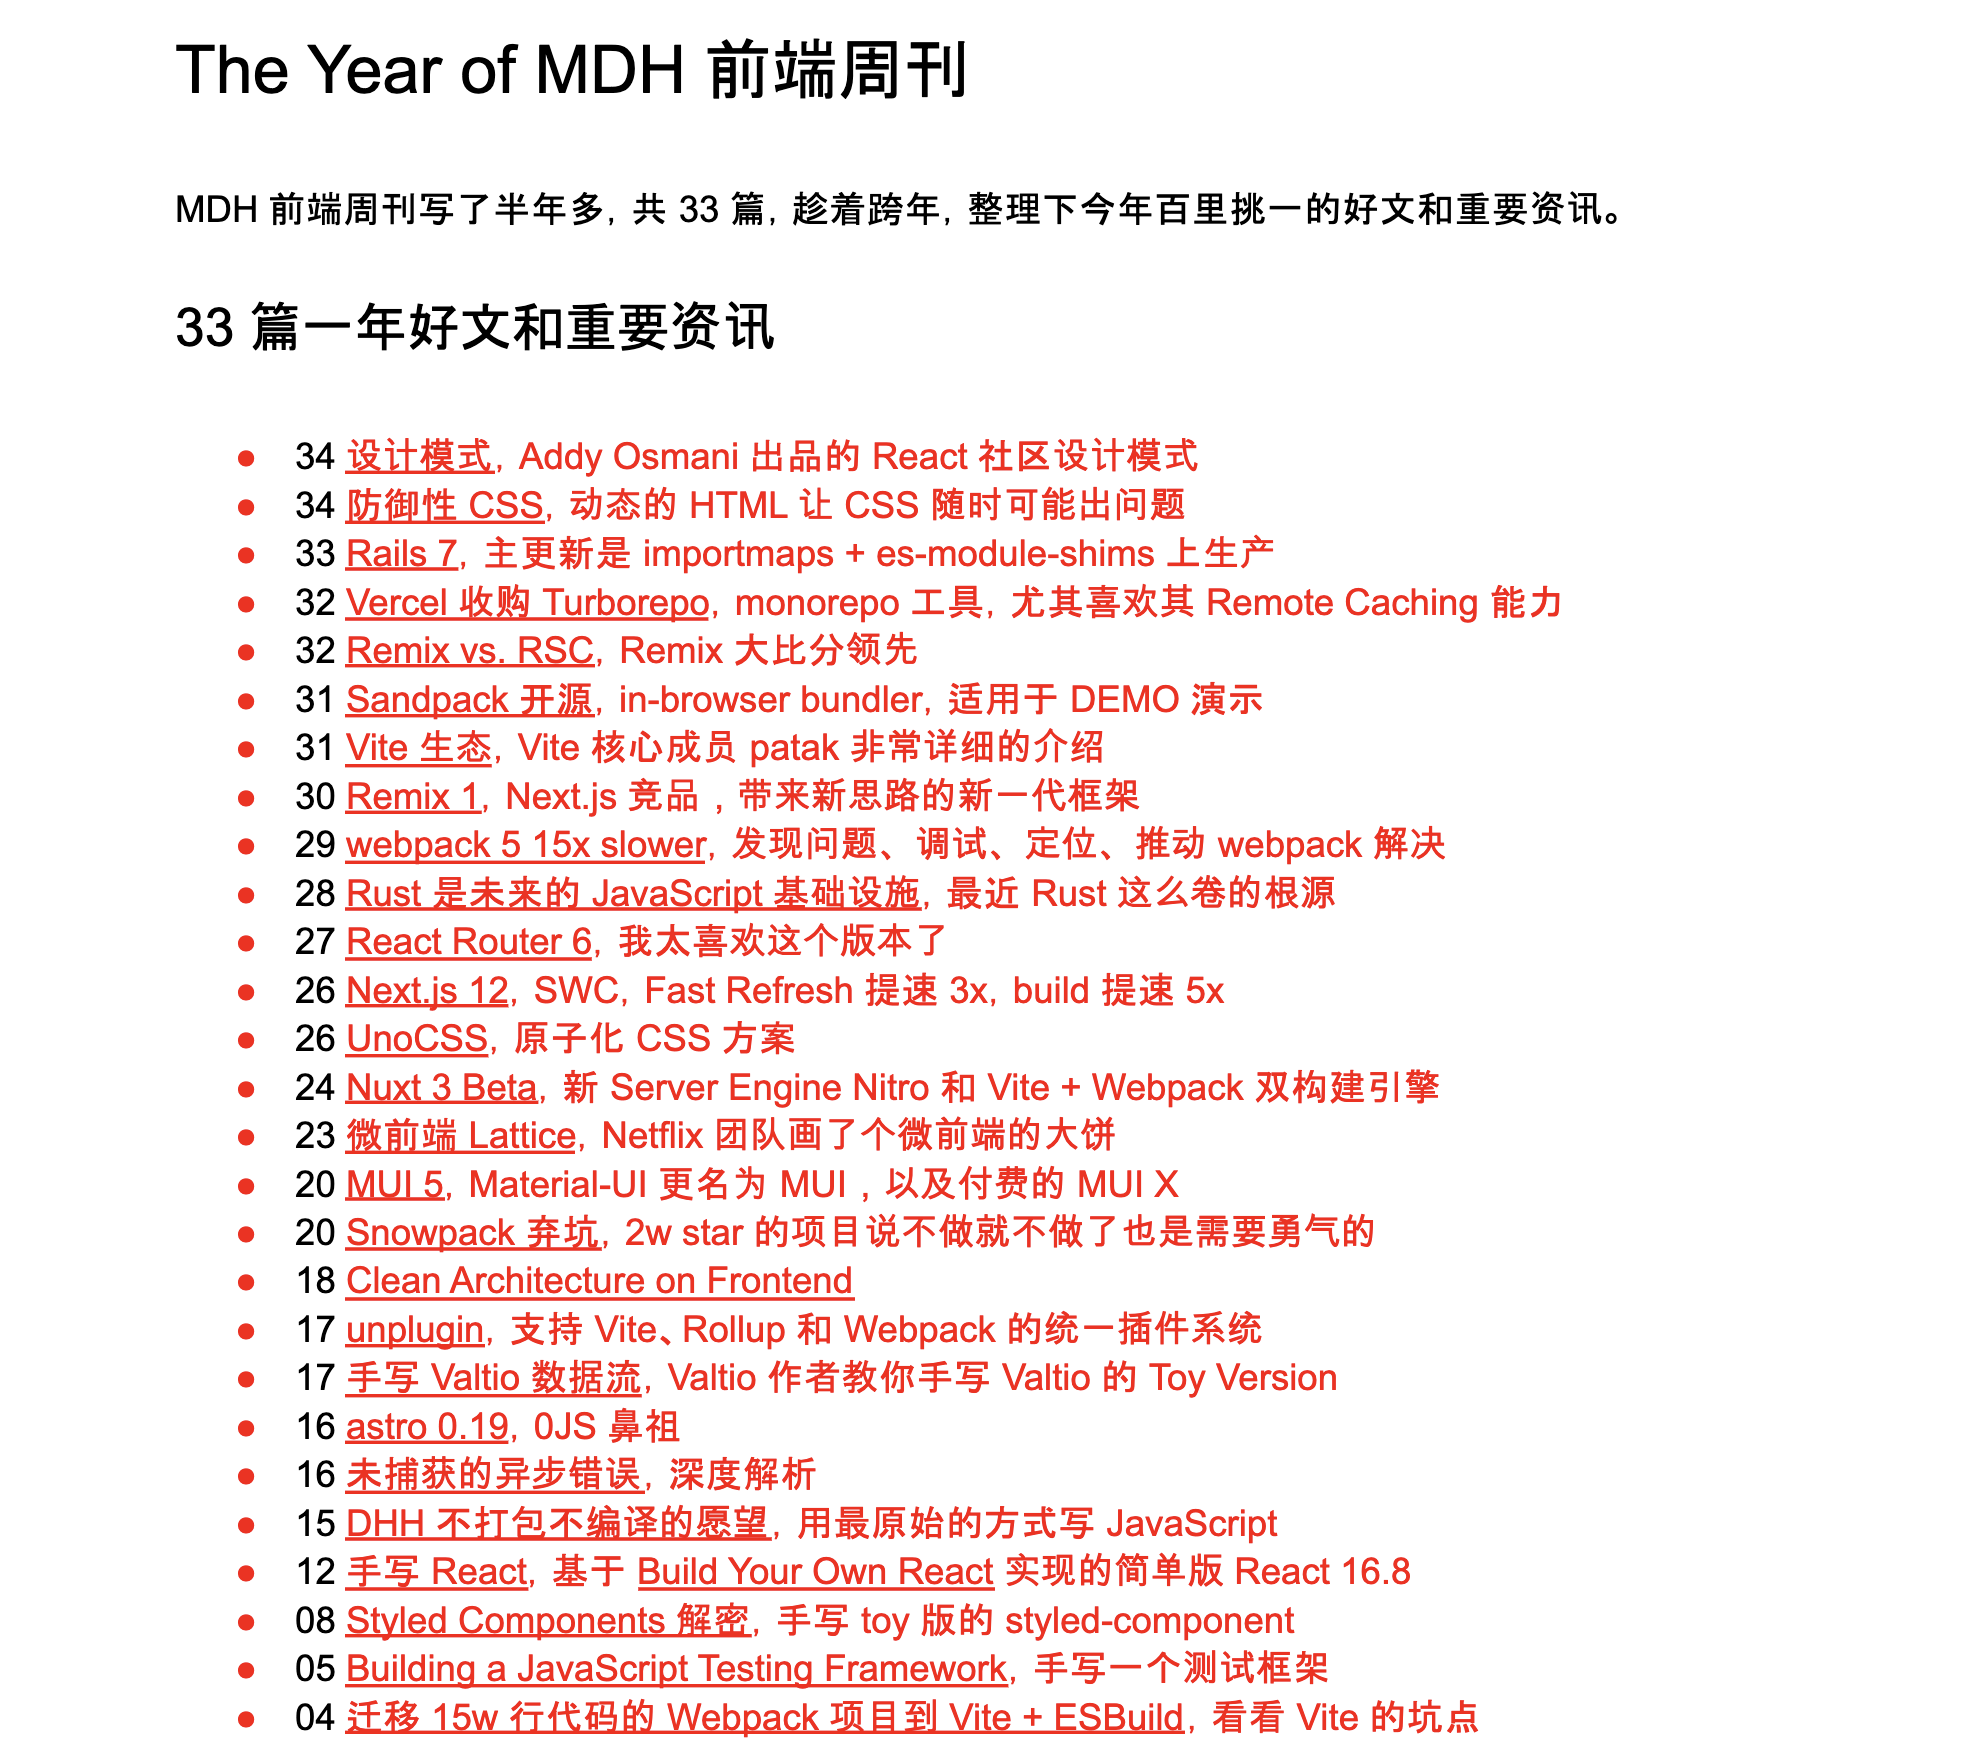 The Year of MDH 前端周刊
MDH 前端周刊写了半年多，共 33 篇，趁着跨年，整理下今年百里挑一的好文和重要资讯。
33 篇一年好文和重要资讯
34 设计模式，Addy Osmani 出品的 React 社区设计模式
34 防御性 CSS，动态的 HTML 让 CSS 随时可能出问题
33 Rails 7，主更新是 importmaps + es-module-shims 上生产
32 Vercel 收购 Turborepo，monorepo 工具，尤其喜欢其 Remote Caching 能力
32 Remix vs. RSC，Remix 大比分领先
31 Sandpack 开源，in-browser bundler，适用于 DEMO 演示
31 Vite 生态，Vite 核心成员 patak 非常详细的介绍
30 Remix 1，Next.js 竞品，带来新思路的新一代框架
29 webpack 5 15x slower，发现问题、调试、定位、推动 webpack 解决
28 Rust 是未来的 JavaScript 基础设施，最近 Rust 这么卷的根源
27 React Router 6，我太喜欢这个版本了
26 Next.js 12，SWC，Fast Refresh 提速 3x，build 提速 5x
26 UnoCSS，原子化 CSS 方案
24 Nuxt 3 Beta，新 Server Engine Nitro 和 Vite + Webpack 双构建引擎
23 微前端 Lattice，Netflix 团队画了个微前端的大饼
20 MUI 5，Material-UI 更名为 MUI，以及付费的 MUI X
20 Snowpack 弃坑，2w star 的项目说不做就不做了也是需要勇气的
18 Clean Architecture on Frontend
17 unplugin，支持 Vite、Rollup 和 Webpack 的统一插件系统
17 手写 Valtio 数据流，Valtio 作者教你手写 Valtio 的 Toy Version
16 astro 0.19，0JS 鼻祖
16 未捕获的异步错误，深度解析
15 DHH 不打包不编译的愿望，用最原始的方式写 JavaScript
12 手写 React，基于 Build Your Own React 实现的简单版 React 16.8
08 Styled Components 解密，手写 toy 版的 styled-component
05 Building a JavaScript Testing Framework，手写一个测试框架
04 迁移 15w 行代码的 Webpack 项目到 Vite + ESBuild，看看 Vite 的坑点